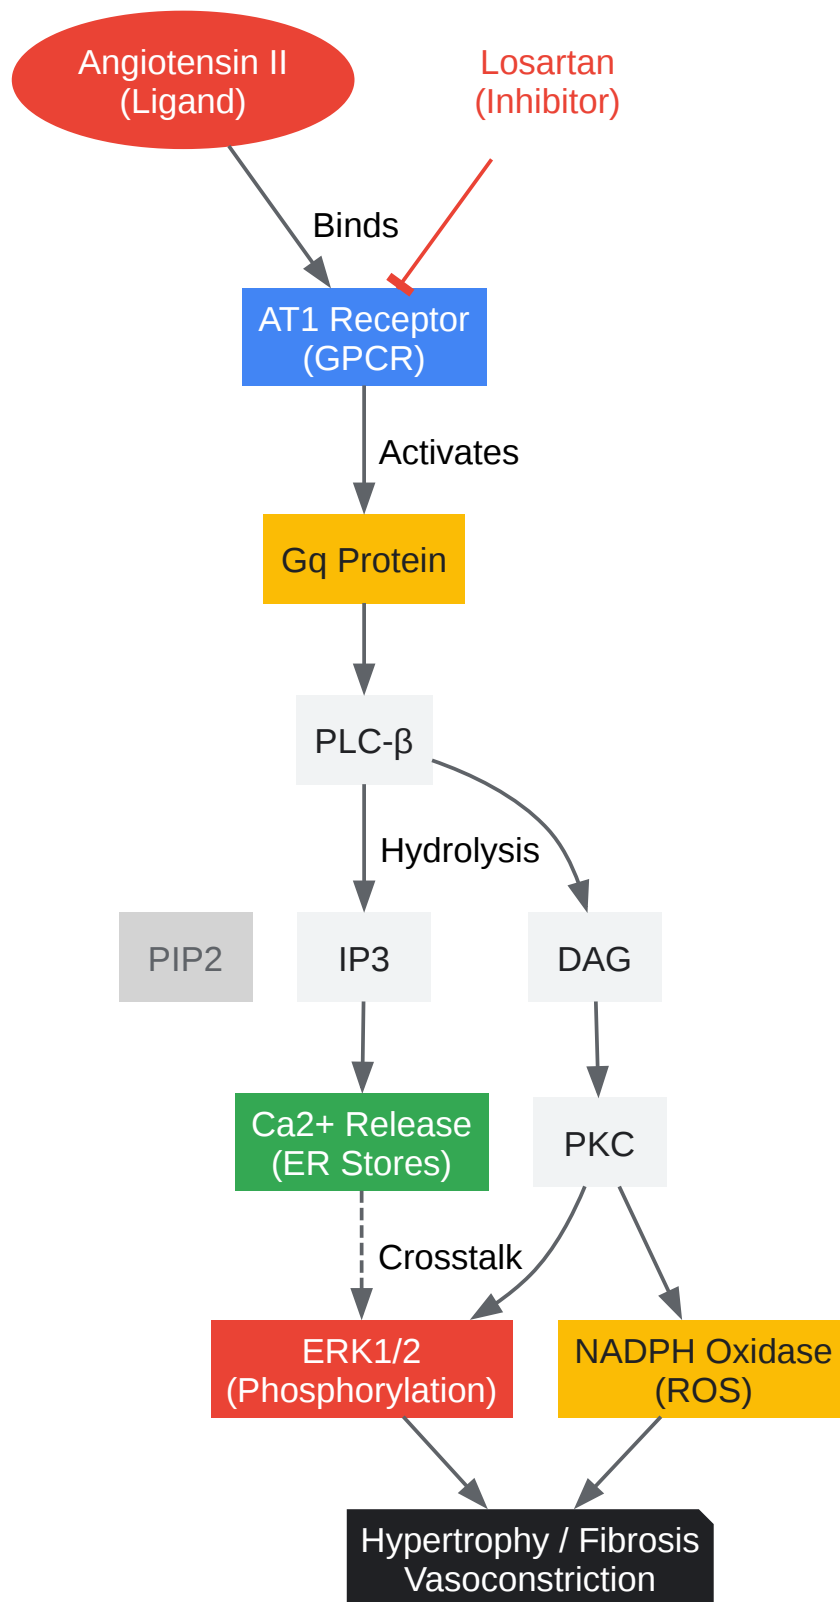 Angiotensin II
(Ligand)
Losartan
(Inhibitor)
Binds
AT1 Receptor
(GPCR)
Activates
Gq Protein
PLC-β
Hydrolysis
PIP2
IP3
DAG
Ca2+ Release
(ER Stores)
PKC
Crosstalk
ERK1/2
(Phosphorylation)
NADPH Oxidase
(ROS)
Hypertrophy / Fibrosis
Vasoconstriction